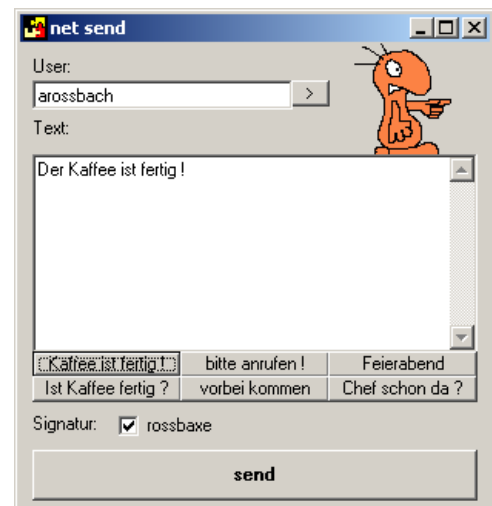 net send
User:
arossbach >
Text:
Der Kaffee ist fertig !
Kaffee ist fertig ! bitte anrufen ! Feierabend
Ist Kaffee fertig ? vorbei kommen Chef schon da ?
Signatur: rossbaxe
send